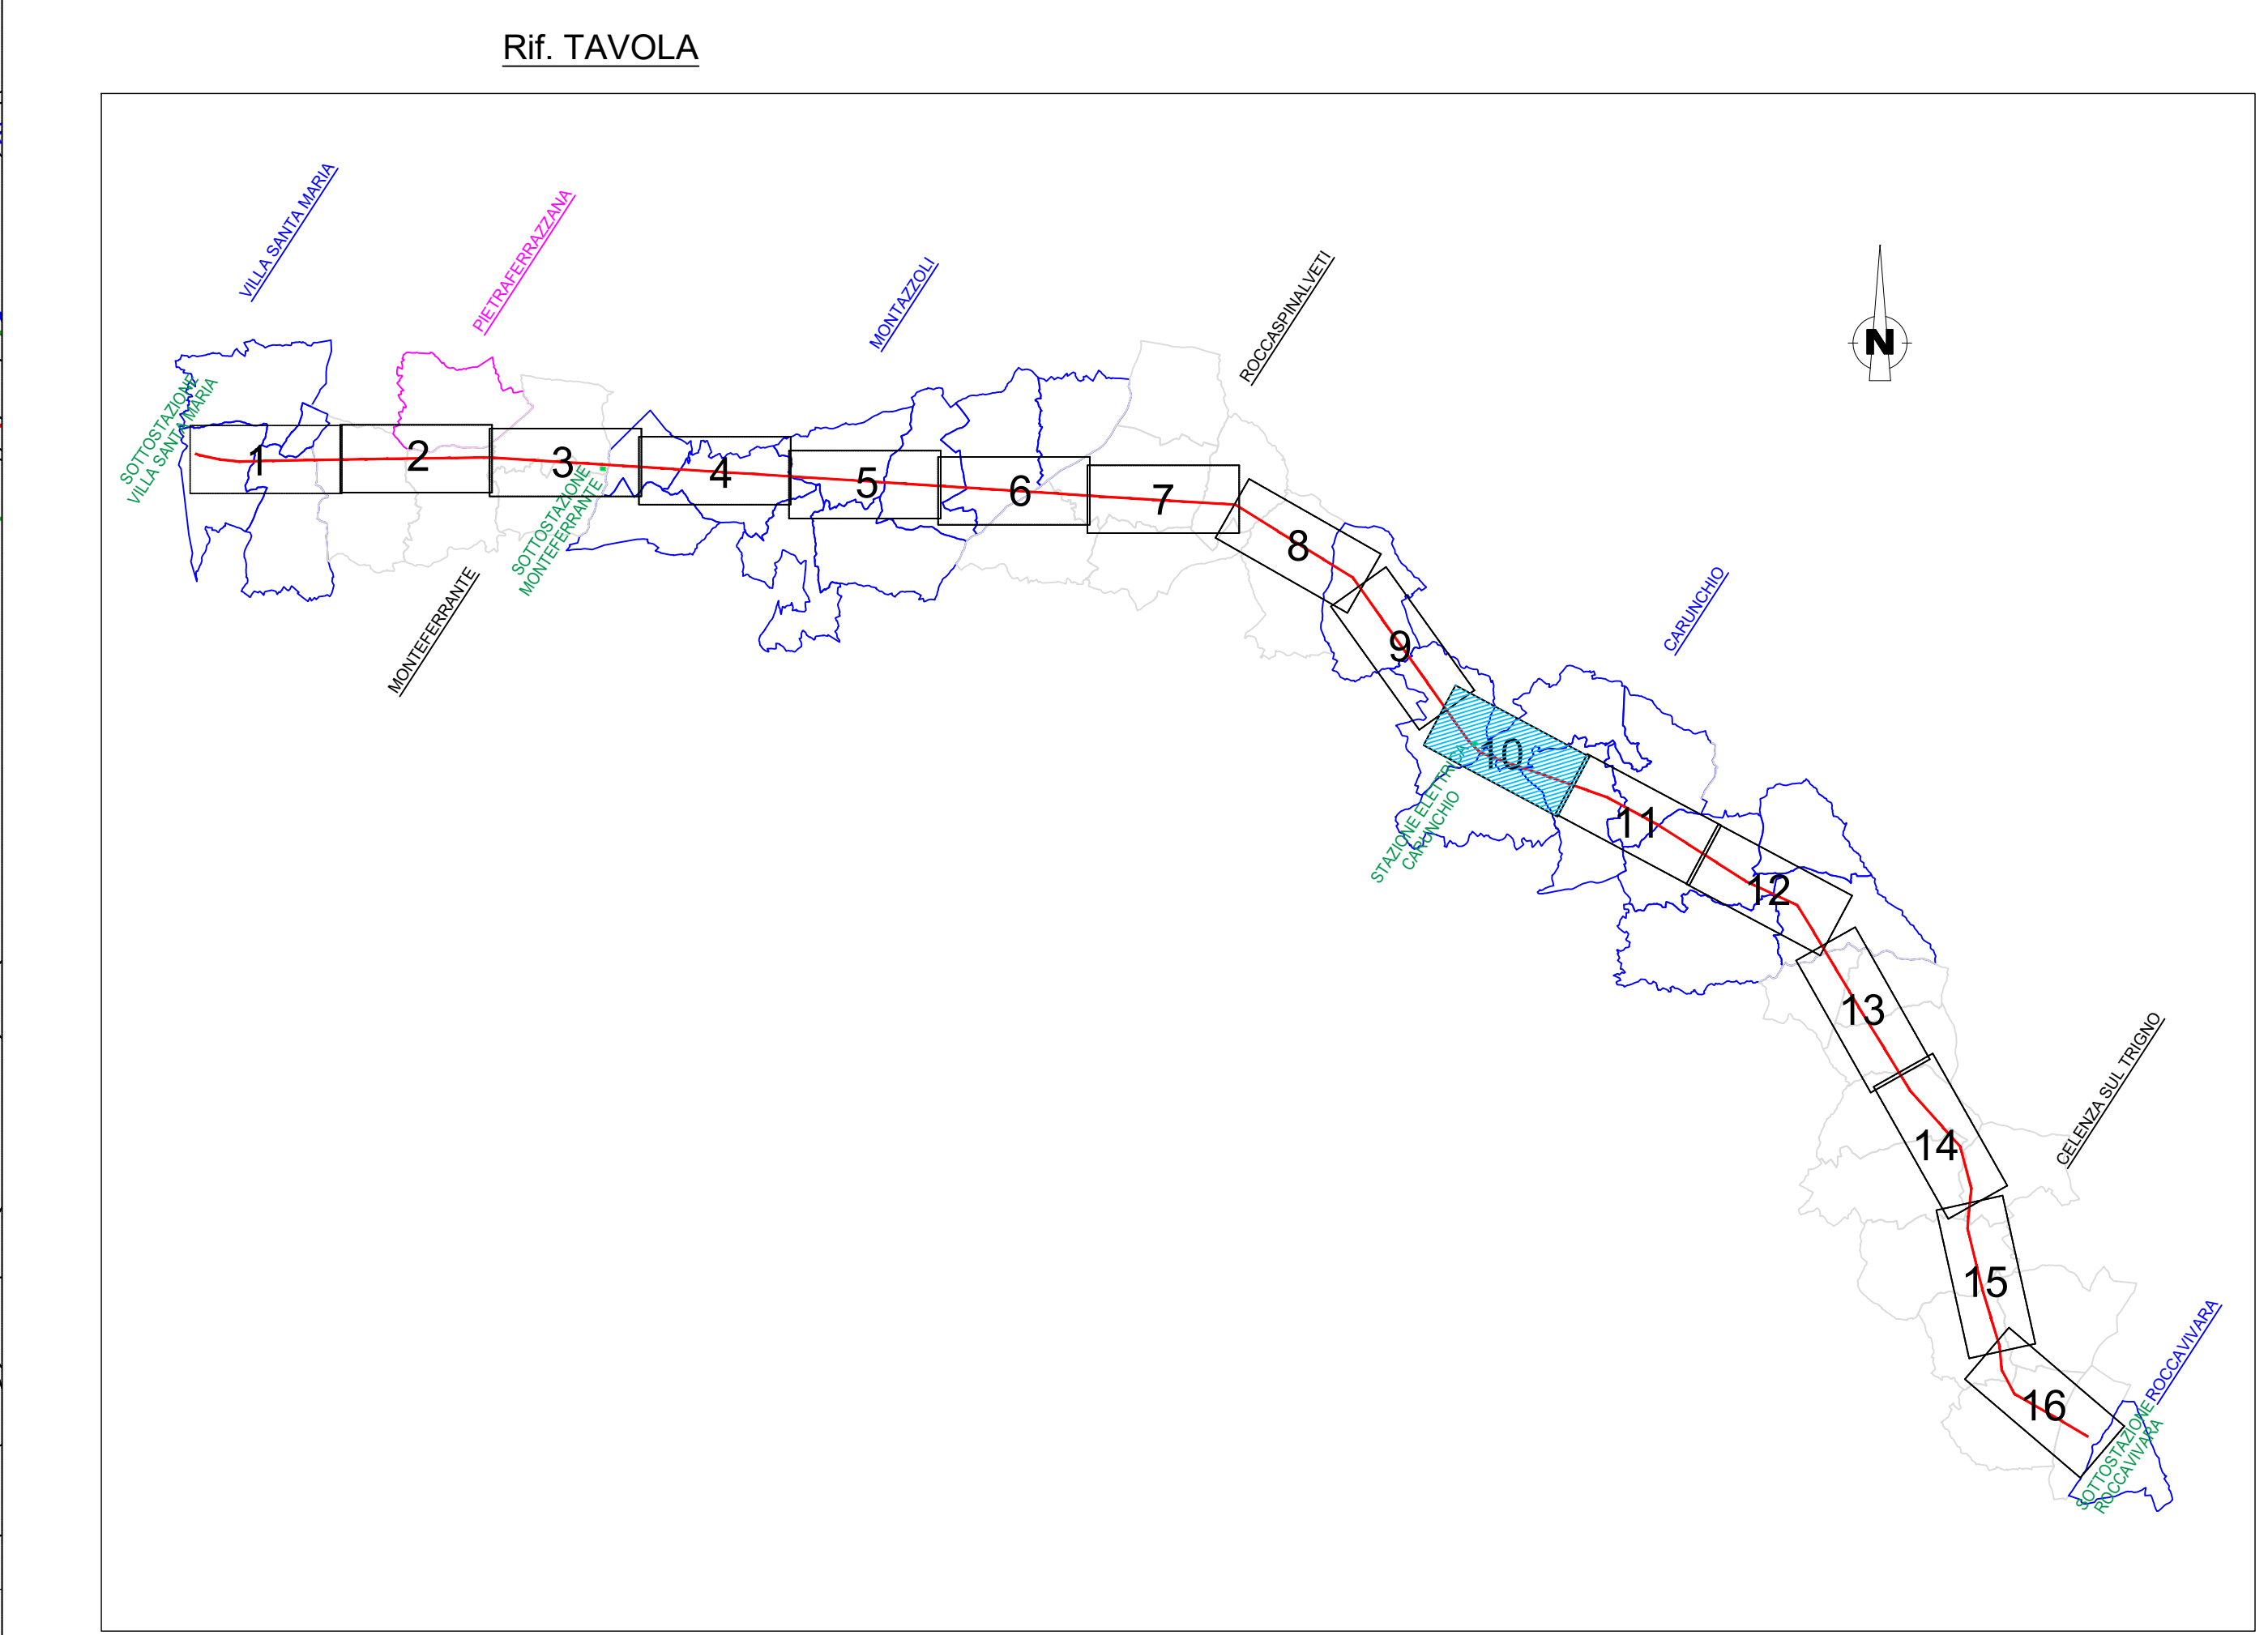 Rif. TAVOLA
VILLA SANTA MARIA
PIETRAFERRAZZANA
MONTAZZOLI
ROCCASPINALVETI
N
SOTTOSTAZIONE
VILLA SANTA MARIA
1
2
3
4
5
6
7
8
SOTTOSTAZIONE
MONTEFERRANTE
MONTEFERRANTE
CARUNCHIO
9
10
STAZIONE ELETTRICA
CARUNCHIO
11
12
13
CELENZA SUL TRIGNO
14
15
ROCCAVIVARA
16
SOTTOSTAZIONE
ROCCAVIVARA